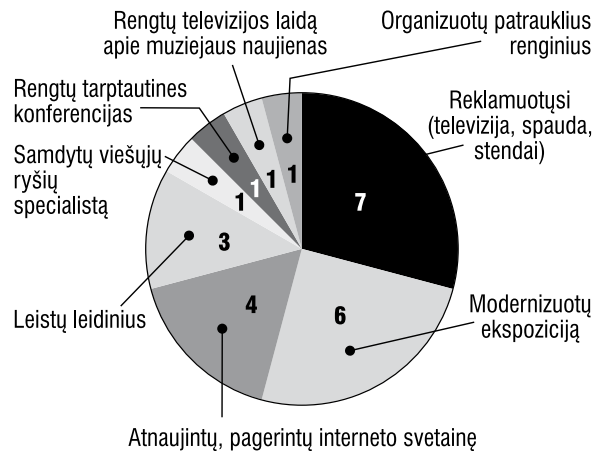 Rengtų televizijos laidą
apie muziejaus naujienas
Organizuotų patrauklius
renginius
Rengtų tarptautines
konferencijas
Reklamuotųsi
(televizija, spauda,
stendai)
Samdytų viešųjų
ryšių
specialistą
1
1
1
1
7
3
4
6
Leistų leidinius
Modernizuotų
ekspoziciją
Atnaujintų, pagerintų interneto svetainę